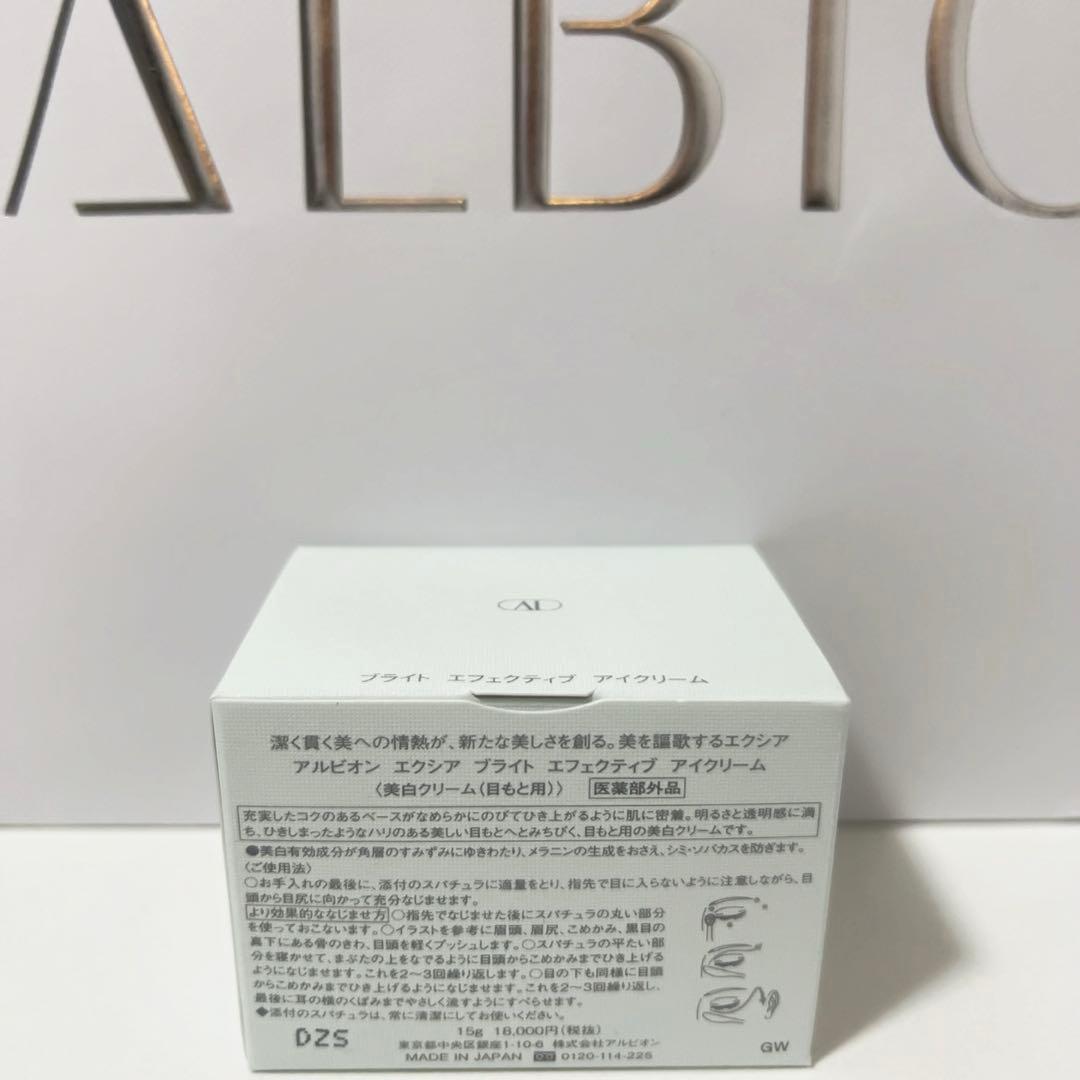 ALBIO
AL
ブライト エフェクティブ アイクリーム
潔く貫く美への情熱が、新たな美しさを創る。美を謳歌するエクシア
アルビオン エクシア ブライト エフェクティブ アイクリーム
〈美白クリーム(目もと用)〉 医薬部外品
充実したコクのあるベースがなめらかにのびてひき上がるように肌に密着。明るさと透明感に満
ち、ひきしまったようなハリのある美しい目もとへとみちびく、目もと用の美白クリームです。
●美白有効成分が角層のすみずみにゆきわたり、メラニンの生成をおさえ、シミ・ソバカスを防ぎます。
〈ご使用法〉
○お手入れの最後に、添付のスパチュラに適量をとり、指先で目に入らないように注意しながら、目
頭から目尻に向かって充分なじませます。
より効果的ななじませ方 ○指先でなじませた後にスパチュラの丸い部分
を使っておこないます。○イラストを参考に眉頭、眉尻、こめかみ、黒目の
真下にある骨のきわ、目頭を軽くプッシュします。○スパチュラの平たい部
分を寝かせて、まぶたの上をなでるように目頭からこめかみまでひき上げる
ようになじませます。これを2〜3回繰り返します。○目の下も同様に目頭
からこめかみまでひき上げるようになじませます。これを2〜3回繰り返し、
最後に耳の横のくぼみまでやさしく流すようにすべらせます。
◆添付のスパチュラは、常に清潔にしてお使いください。
DZS
15g 18,000円(税抜)
東京都中央区銀座1-10-6 株式会社アルビオン
MADE IN JAPAN 0120-114-225
GW